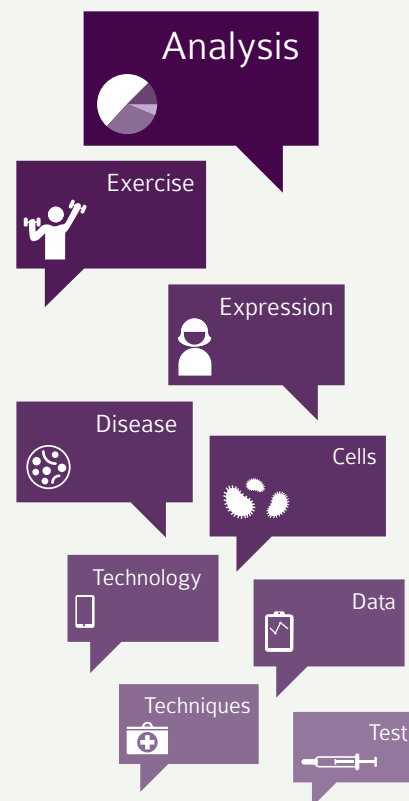 Analysis
Exercise
Expression
Disease
Cells
Technology
Data
Techniques
Test